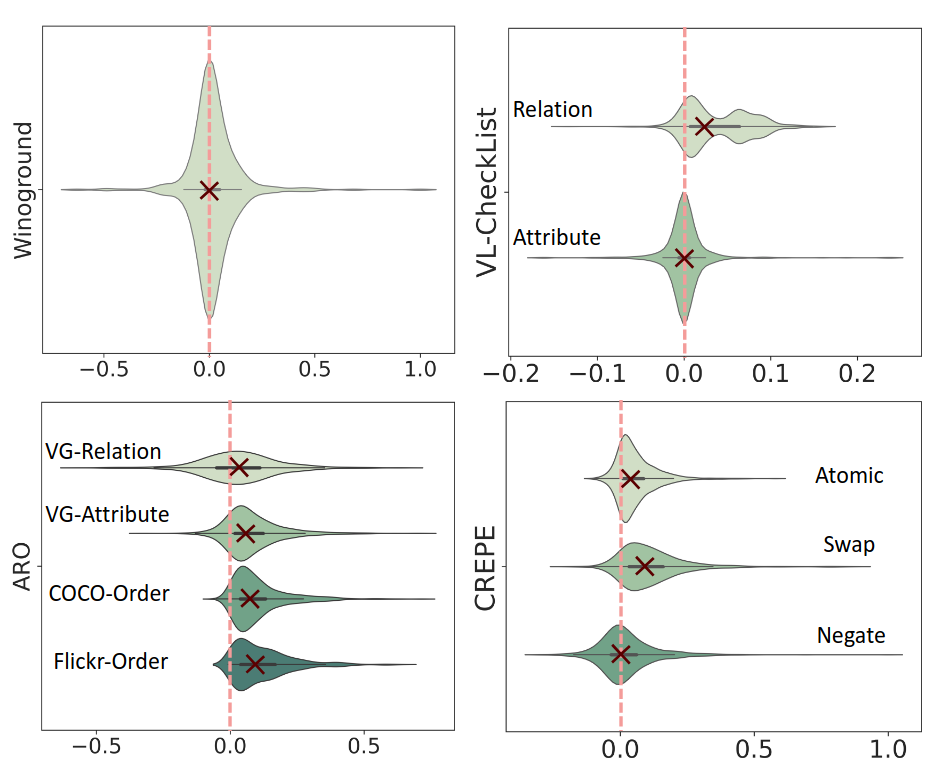 Winoground
−0.5 0.0 0.5 1.0
VL-CheckList
Relation
Attribute
−0.2 −0.1 0.0 0.1 0.2
ARO
VG-Relation
VG-Attribute
COCO-Order
Flickr-Order
−0.5 0.0 0.5
CREPE
Atomic
Swap
Negate
0.0 0.5 1.0